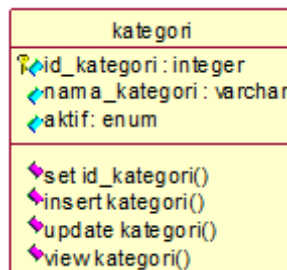 kategori
id_kategori : integer
nama_kategori : varchar
aktif : enum
set id_kategori()
insert kategori()
update kategori()
view kategori()